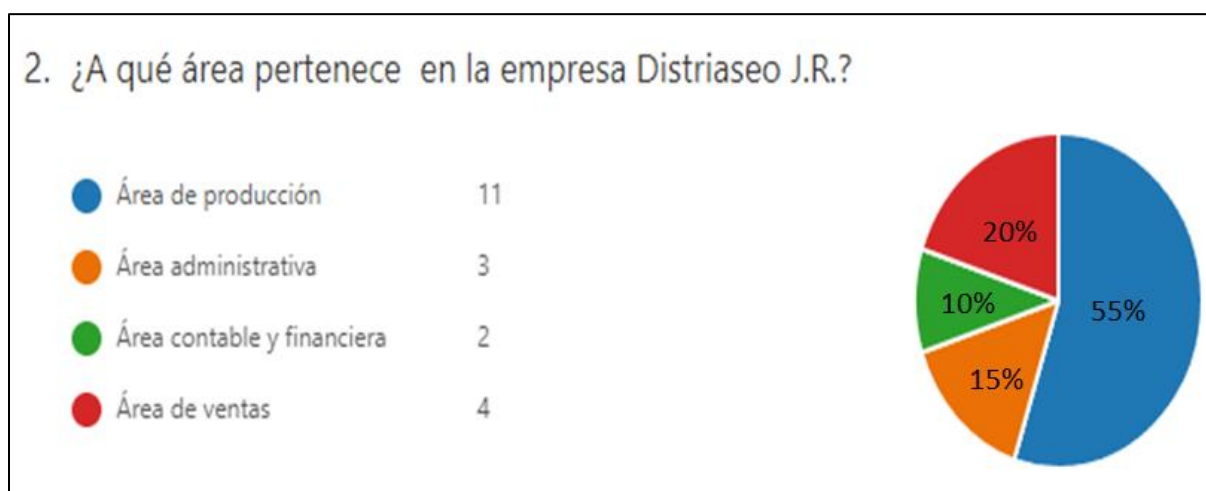 2. ¿A qué área pertenece en la empresa Distriaseo J.R.?
Área de producción 11
Área administrativa 3
Área contable y financiera 2
Área de ventas 4
20%
10%
55%
15%